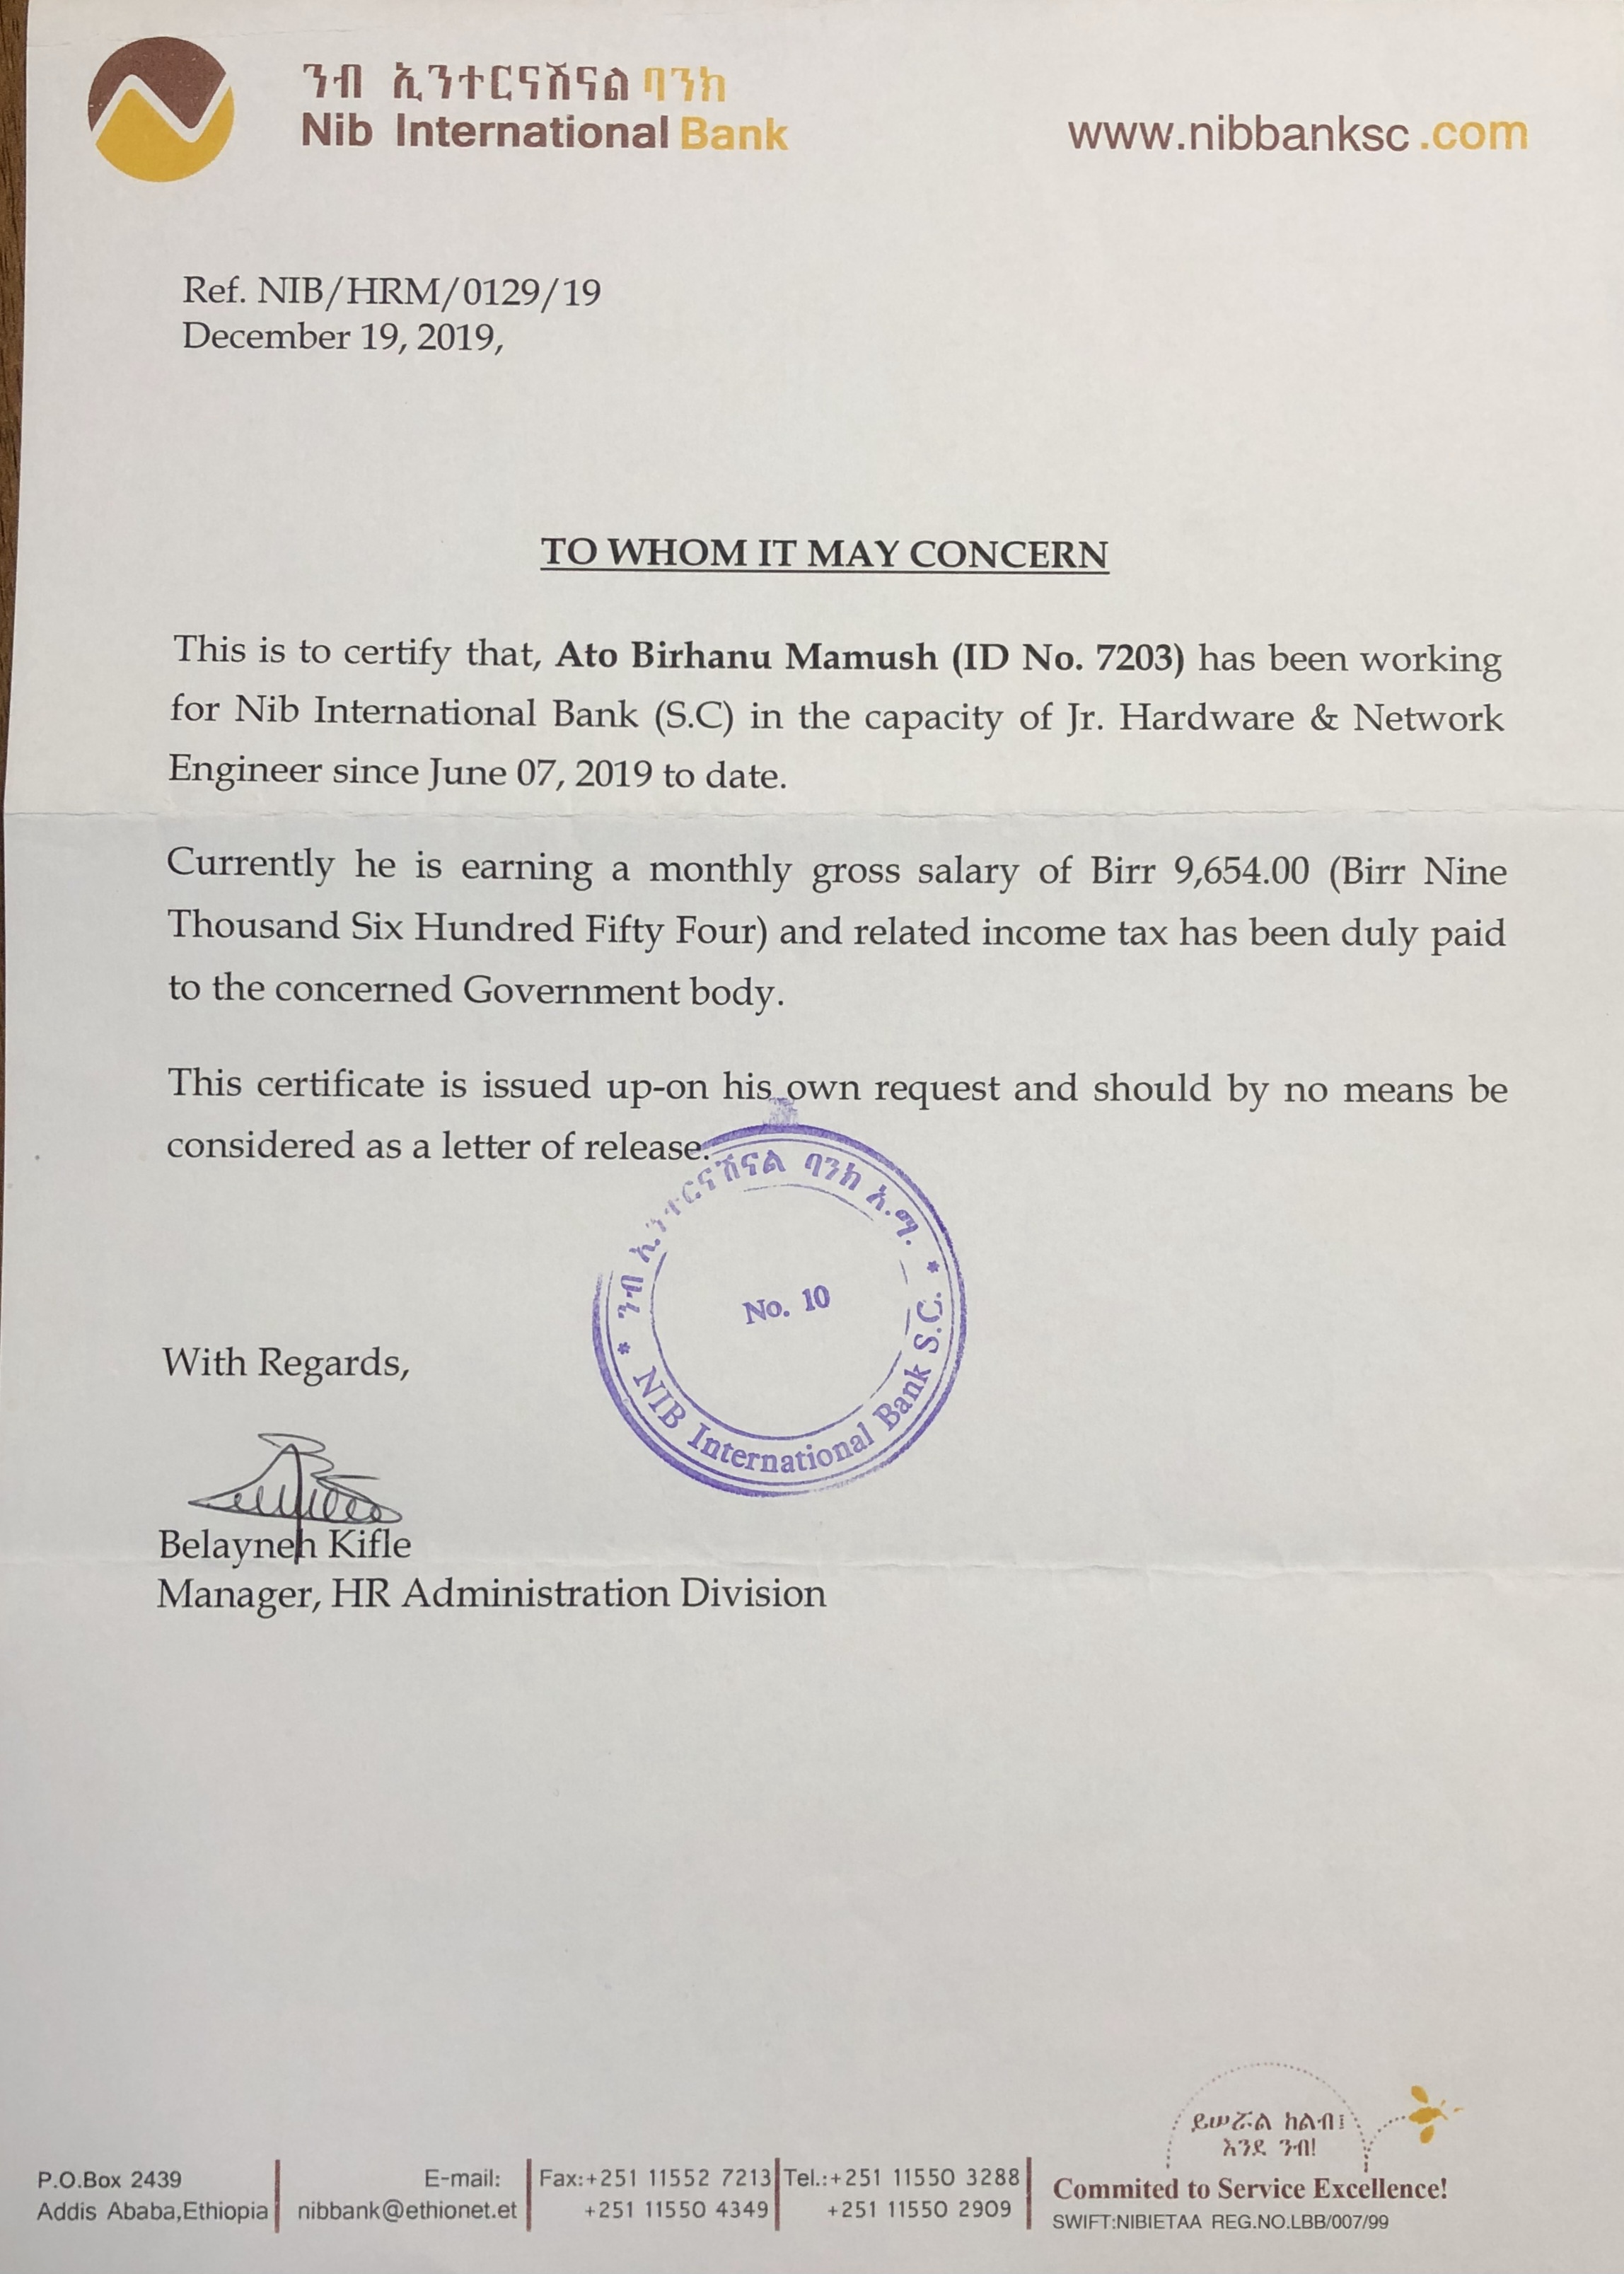 ንብ ኢንተርናሽናል ባንክ
Nib International Bank
www.nibbanksc.com
Ref. NIB/HRM/0129/19
December 19, 2019,
TO WHOM IT MAY CONCERN
This is to certify that, Ato Birhanu Mamush (ID No. 7203) has been working
for Nib International Bank (S.C) in the capacity of Jr. Hardware & Network
Engineer since June 07, 2019 to date.
Currently he is earning a monthly gross salary of Birr 9,654.00 (Birr Nine
Thousand Six Hundred Fifty Four) and related income tax has been duly paid
to the concerned Government body.
This certificate is issued up-on his own request and should by no means be
considered as a letter of release.
ንብ ኢንተርናሽናል ባንክ አ.ማ.
No. 10
NIB International Bank S.C.
With Regards,
Belayneh Kifle
Manager, HR Administration Division
ይሠሯል ከልብ፤
እንደ ንብ!
P.O.Box 2439
Addis Ababa,Ethiopia
E-mail:
nibbank@ethionet.et
Fax:+251 11552 7213
+251 11550 4349
Tel.:+251 11550 3288
+251 11550 2909
Commited to Service Excellence!
SWIFT:NIBIETAA REG.NO.LBB/007/99